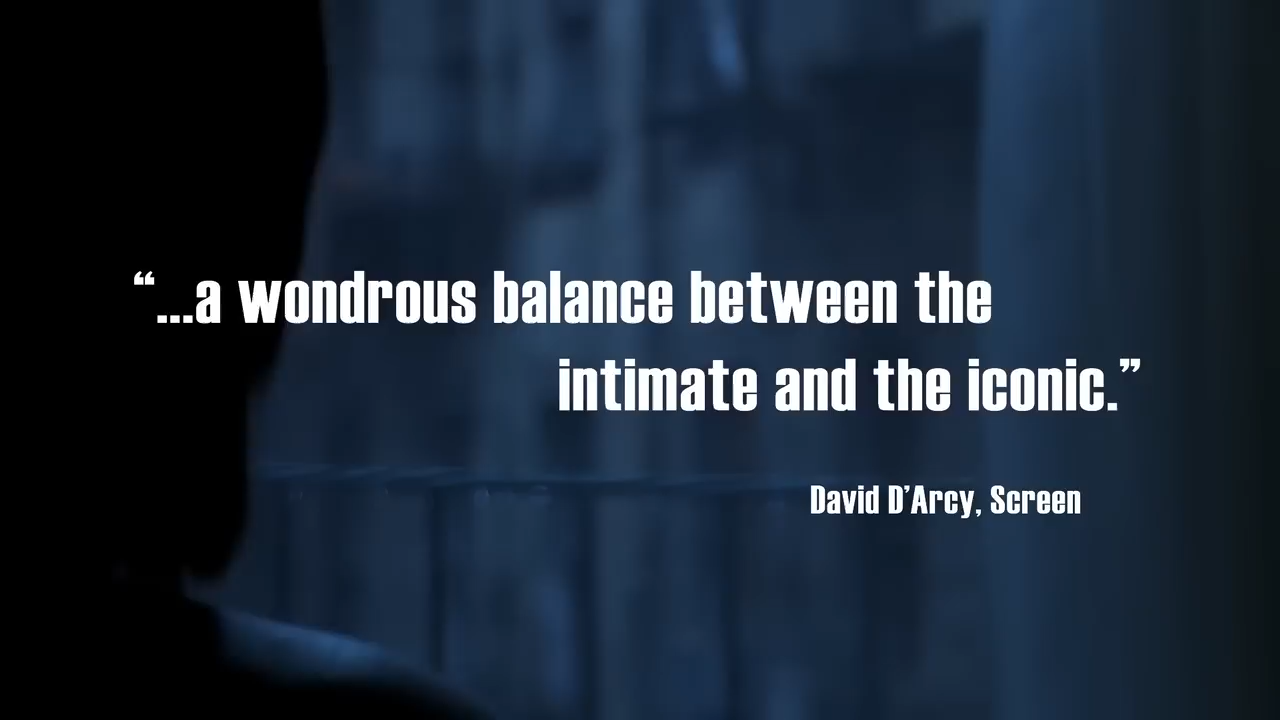 “...a wondrous balance between the
intimate and the iconic.”
David D’Arcy, Screen